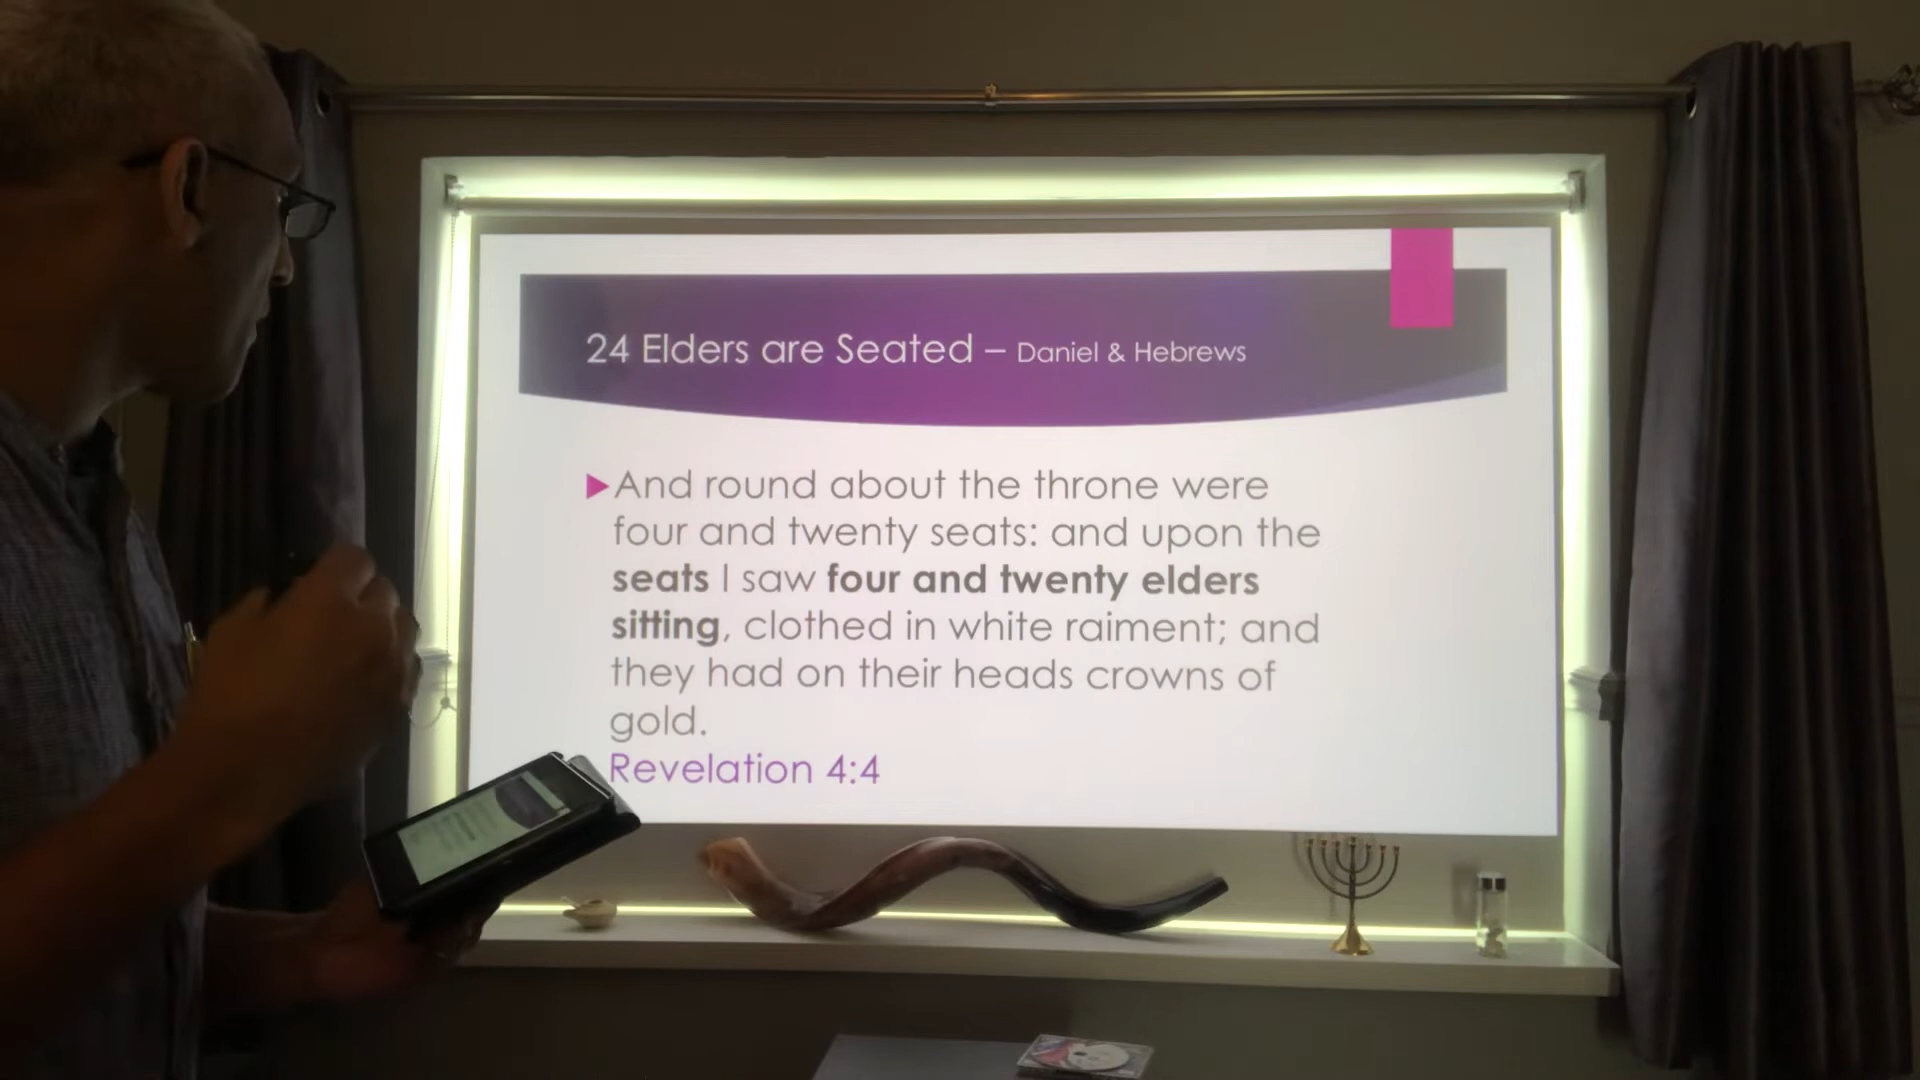 24 Elders are Seated – Daniel & Hebrews
And round about the throne were
four and twenty seats: and upon the
seats I saw four and twenty elders
sitting, clothed in white raiment; and
they had on their heads crowns of
gold.
Revelation 4:4